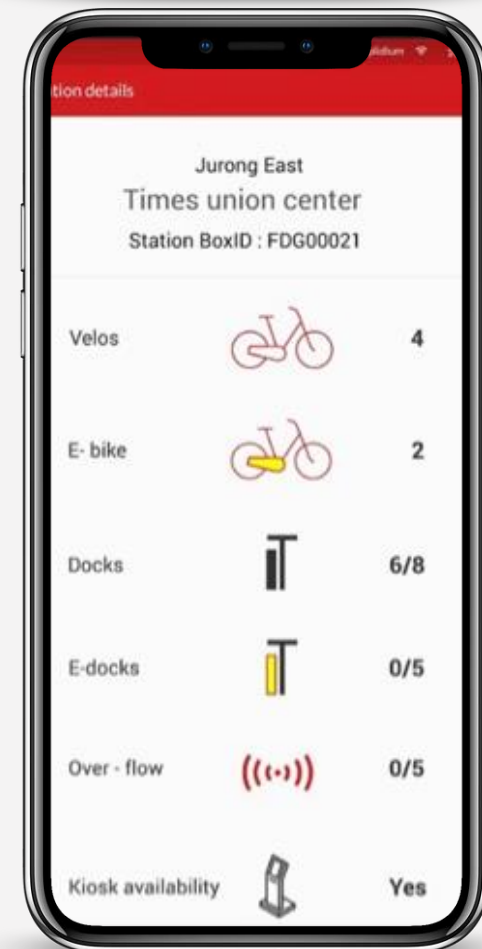 tion details
Jurong East
Times union center
Station BoxID : FDG00021
Velos 4
E- bike 2
Docks 6/8
E-docks 0/5
Over - flow 0/5
Kiosk availability Yes